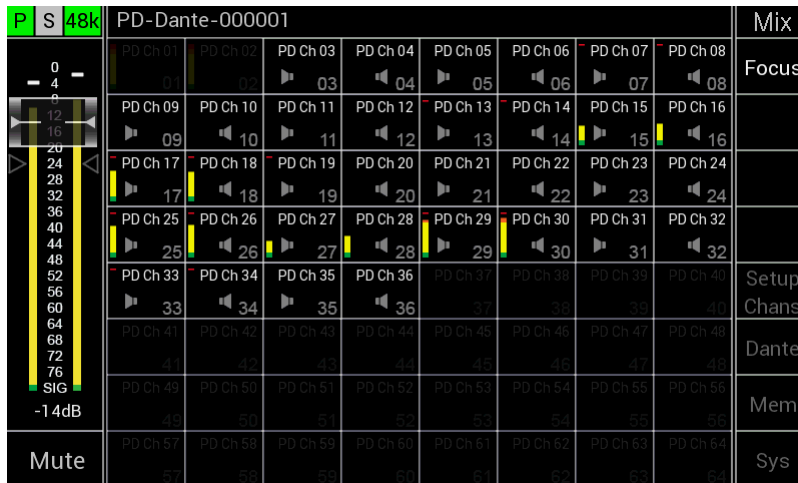 P S 48k PD-Dante-000001 Mix
PD Ch 01 PD Ch 02 PD Ch 03 PD Ch 04 PD Ch 05 PD Ch 06 PD Ch 07 PD Ch 08
01 02 03 04 05 06 07 08
Focus
PD Ch 09 PD Ch 10 PD Ch 11 PD Ch 12 PD Ch 13 PD Ch 14 PD Ch 15 PD Ch 16
09 10 11 12 13 14 15 16
PD Ch 17 PD Ch 18 PD Ch 19 PD Ch 20 PD Ch 21 PD Ch 22 PD Ch 23 PD Ch 24
17 18 19 20 21 22 23 24
PD Ch 25 PD Ch 26 PD Ch 27 PD Ch 28 PD Ch 29 PD Ch 30 PD Ch 31 PD Ch 32
25 26 27 28 29 30 31 32
PD Ch 33 PD Ch 34 PD Ch 35 PD Ch 36 PD Ch 37 PD Ch 38 PD Ch 39 PD Ch 40
33 34 35 36 37 38 39 40
Setup
Chans
PD Ch 41 PD Ch 42 PD Ch 43 PD Ch 44 PD Ch 45 PD Ch 46 PD Ch 47 PD Ch 48
41 42 43 44 45 46 47 48
Dante
PD Ch 49 PD Ch 50 PD Ch 51 PD Ch 52 PD Ch 53 PD Ch 54 PD Ch 55 PD Ch 56
49 50 51 52 53 54 55 56
Mem
PD Ch 57 PD Ch 58 PD Ch 59 PD Ch 60 PD Ch 61 PD Ch 62 PD Ch 63 PD Ch 64
57 58 59 60 61 62 63 64
Sys
0
4
8
12
16
20
24
28
32
36
40
44
48
52
56
60
64
68
72
76
SIG
-14dB
Mute